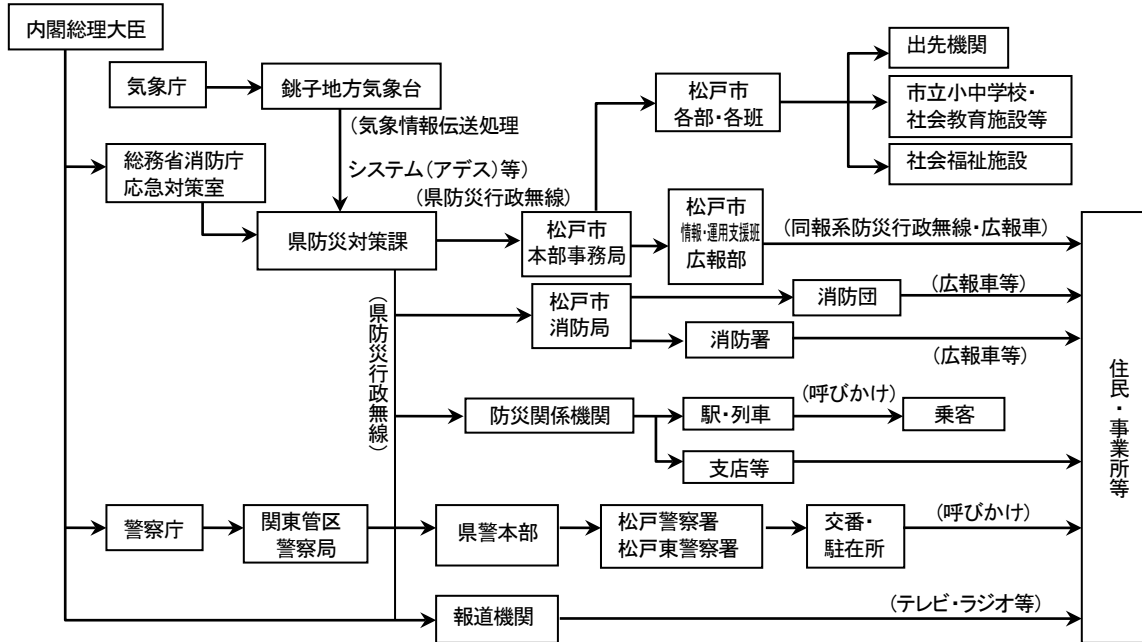 内閣総理大臣
気象庁
銚子地方気象台
(気象情報伝送処理
システム(アデス)等)
(県防災行政無線)
総務省消防庁
応急対策室
県防災対策課
松戸市
本部事務局
松戸市
各部・各班
出先機関
市立小中学校・
社会教育施設等
社会福祉施設
松戸市
情報・運用支援班
広報部
(同報系防災行政無線・広報車)
松戸市
消防局
消防団
(広報車等)
消防署
(広報車等)
(県防災行政無線)
防災関係機関
駅・列車
(呼びかけ)
乗客
支店等
警察庁
関東管区
警察局
県警本部
松戸警察署
松戸東警察署
交番・
駐在所
(呼びかけ)
報道機関
(テレビ・ラジオ等)
住民・事業所等